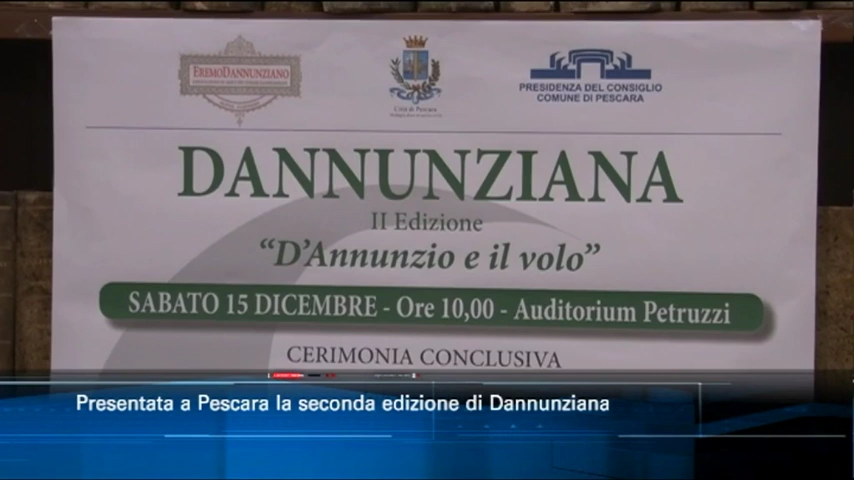 EREMODANNUNZIANO
Città di Pescara
PRESIDENZA DEL CONSIGLIO
COMUNE DI PESCARA
DANNUNZIANA
II Edizione
“D’Annunzio e il volo”
SABATO 15 DICEMBRE - Ore 10,00 - Auditorium Petruzzi
CERIMONIA CONCLUSIVA
Presentata a Pescara la seconda edizione di Dannunziana